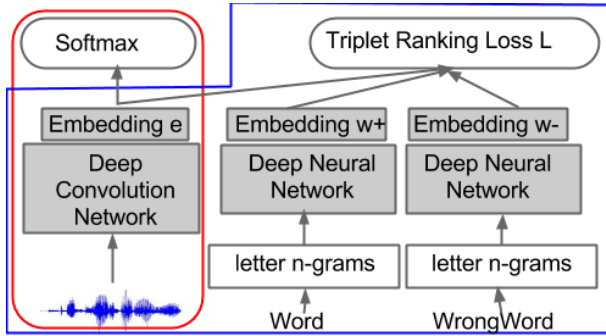 Softmax
Triplet Ranking Loss L
Embedding e
Embedding w+
Embedding w-
Deep
Convolution
Network
Deep Neural
Network
Deep Neural
Network
letter n-grams
letter n-grams
Word
WrongWord